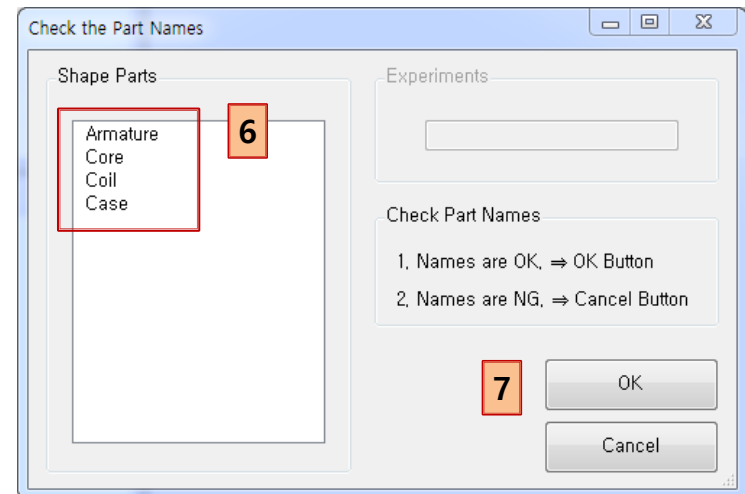 Check the Part Names
Shape Parts
Armature
Core
Coil
Case
6
Experiments
Check Part Names
1, Names are OK, ⇒ OK Button
2, Names are NG, ⇒ Cancel Button
7
OK
Cancel